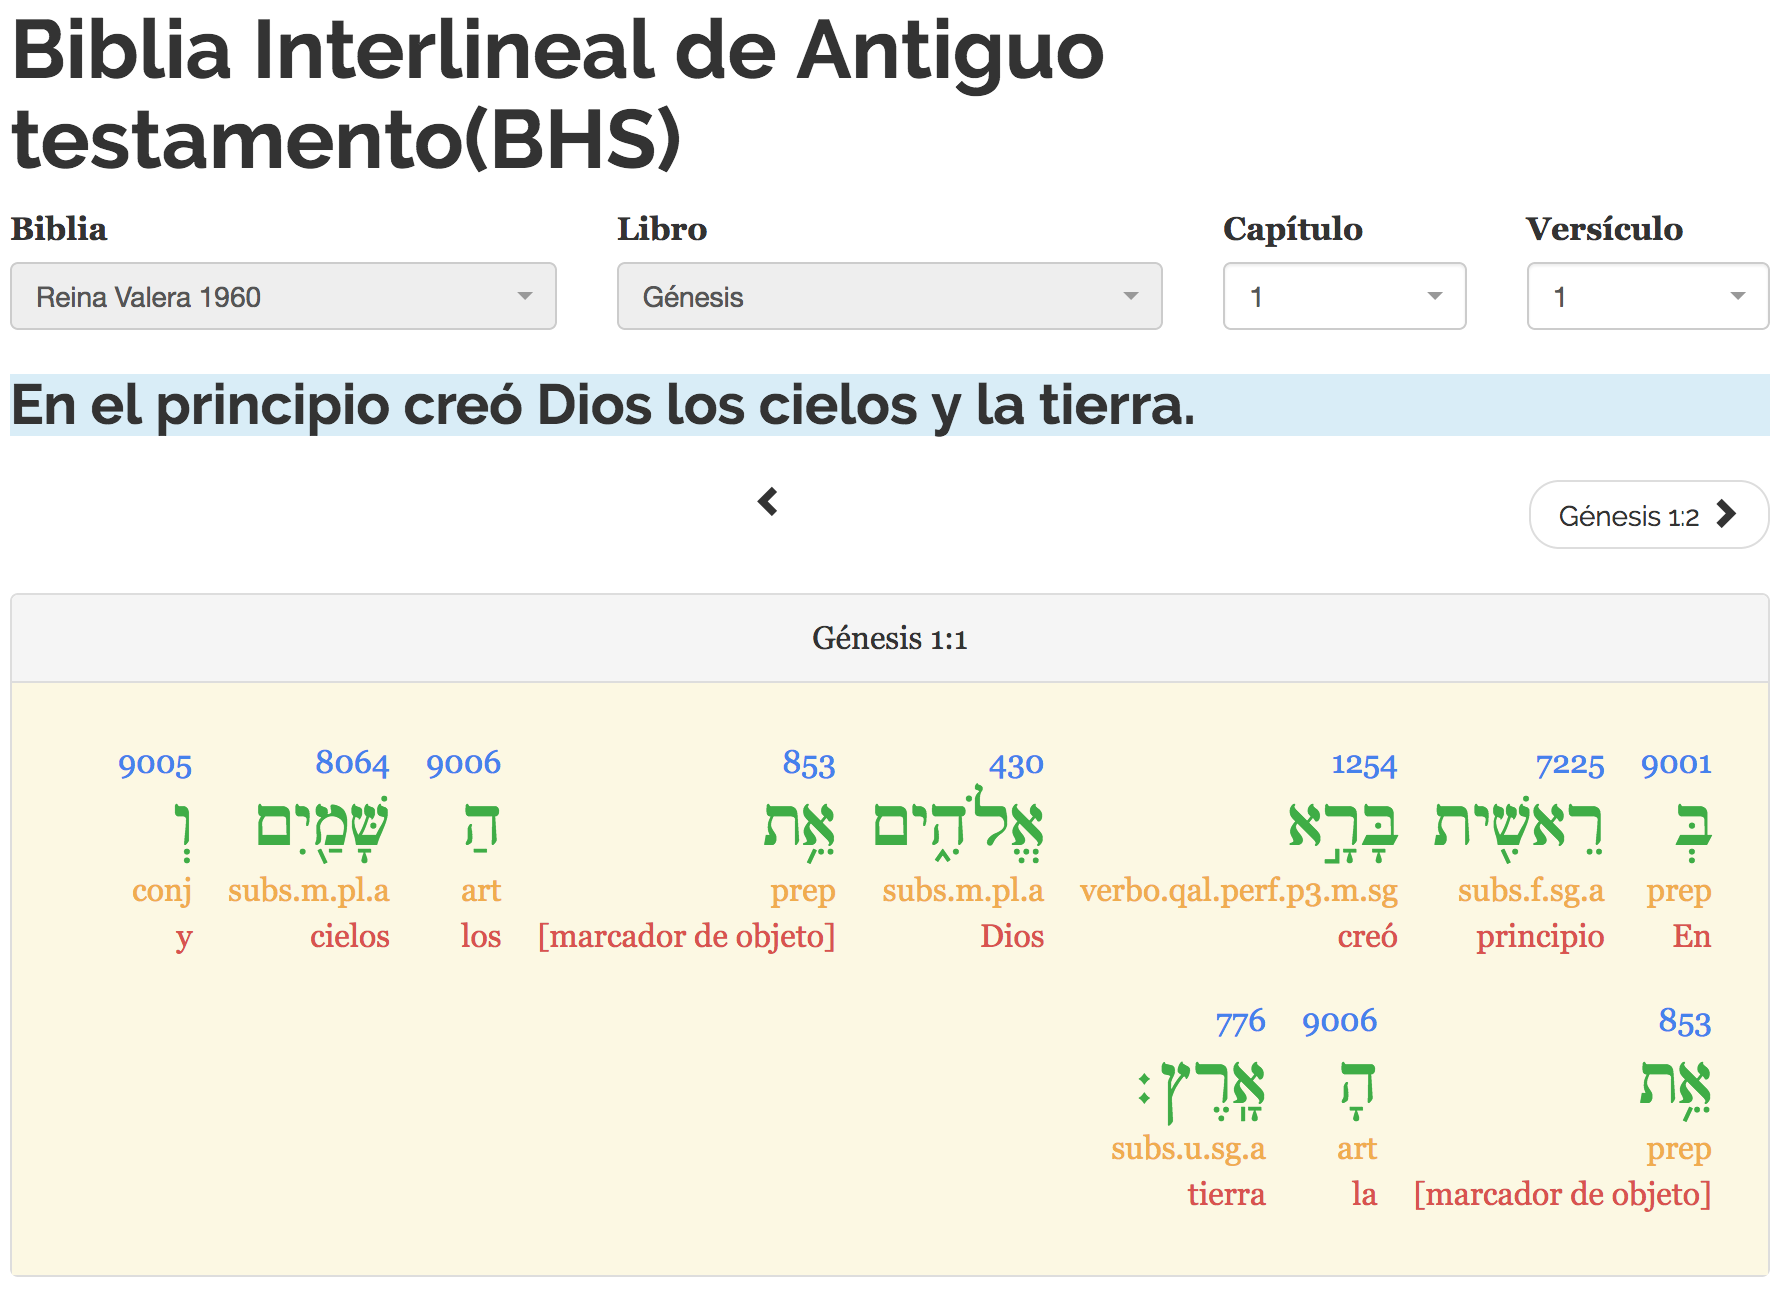 Biblia Interlineal de Antiguo
testamento(BHS)
Biblia Libro Capítulo Versículo
Reina Valera 1960 Génesis 1 1
En el principio creó Dios los cielos y la tierra.
Génesis 1:2
Génesis 1:1
9005 8064 9006 853 430 1254 7225 9001
בְּ רֵאשִׁ֖ית בָּרָ֣א אֱלֹהִ֑ים אֵ֥ת הַ שָּׁמַ֖יִם וְ
conj subs.m.pl.a art prep subs.m.pl.a verbo.qal.perf.p3.m.sg subs.f.sg.a prep
y cielos los [marcador de objeto] Dios creó principio En
776 9006 853
אֵ֥ת הָ אָֽרֶץ׃
subs.u.sg.a art prep
tierra la [marcador de objeto]